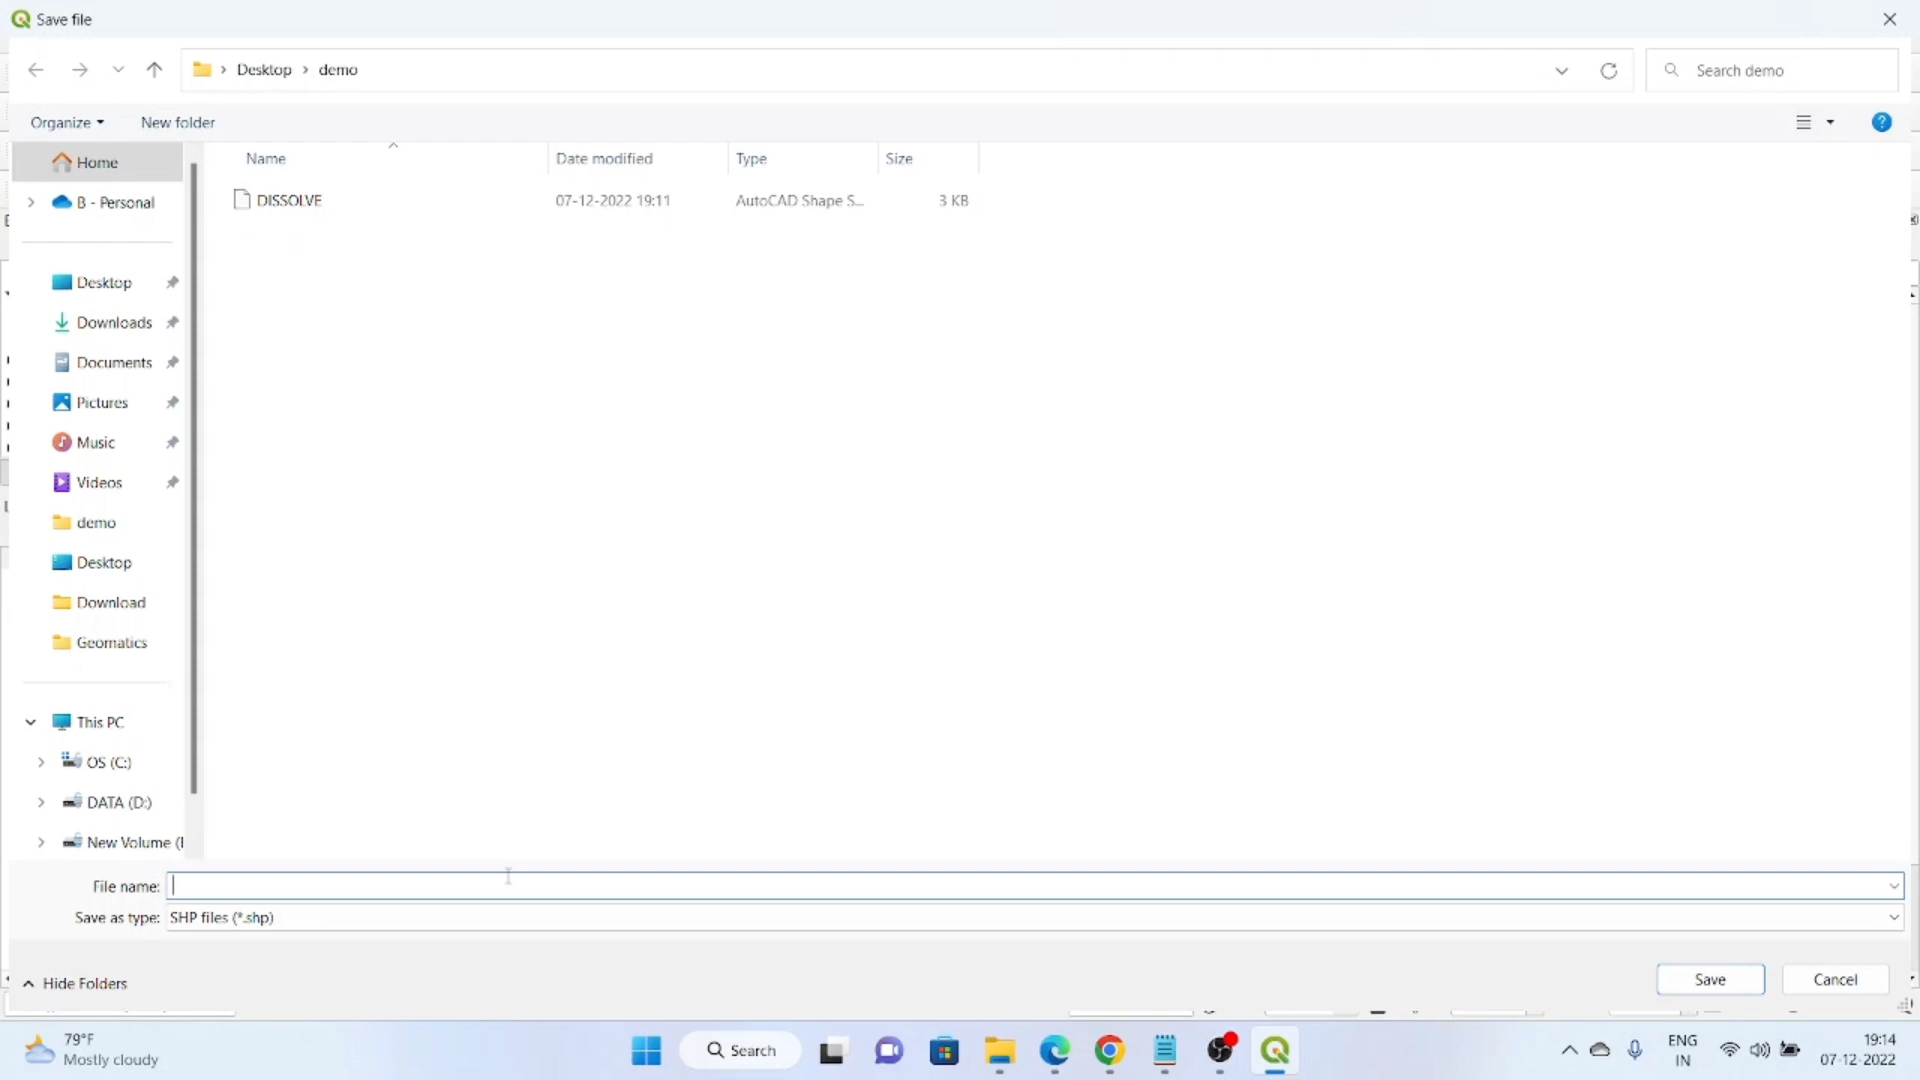 Save file
Desktop > demo
Search demo
Organize
New folder
Name
Date modified
Type
Size
DISSOLVE
07-12-2022 19:11
AutoCAD Shape S...
3 KB
Home
B - Personal
Desktop
Downloads
Documents
Pictures
Music
Videos
demo
Desktop
Download
Geomatics
This PC
OS (C:)
DATA (D:)
New Volume (
File name:
Save as type: SHP files (*.shp)
Hide Folders
Save
Cancel
79°F
Mostly cloudy
Search
ENG
IN
19:14
07-12-2022